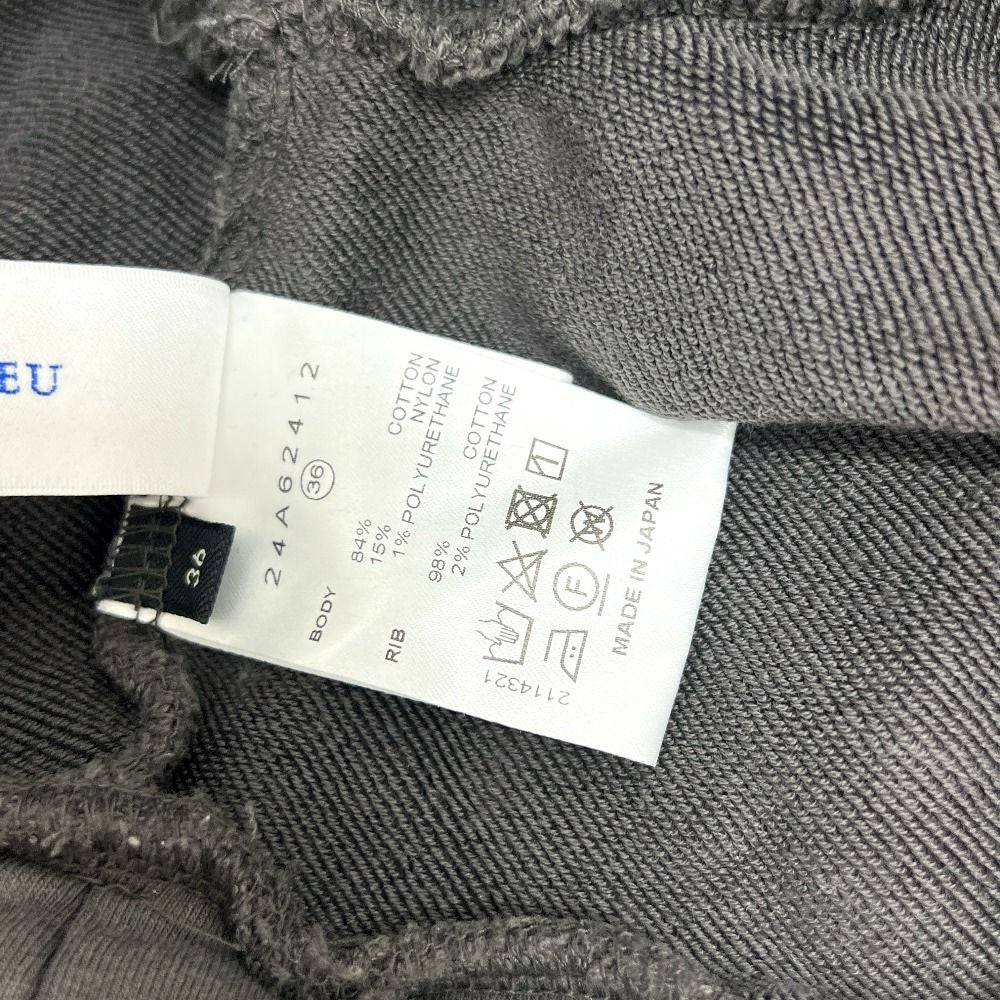 EU
36
24A62412
36
BODY
84% COTTON
15% NYLON
1% POLYURETHANE
RIB
98% COTTON
2% POLYURETHANE
F
2114321
MADE IN JAPAN